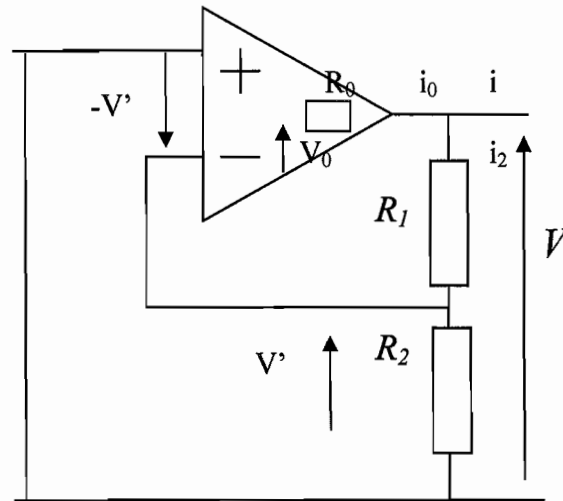 +
R₀ i₀ i
-V'
− V₀ i₂
R₁
V
V' R₂